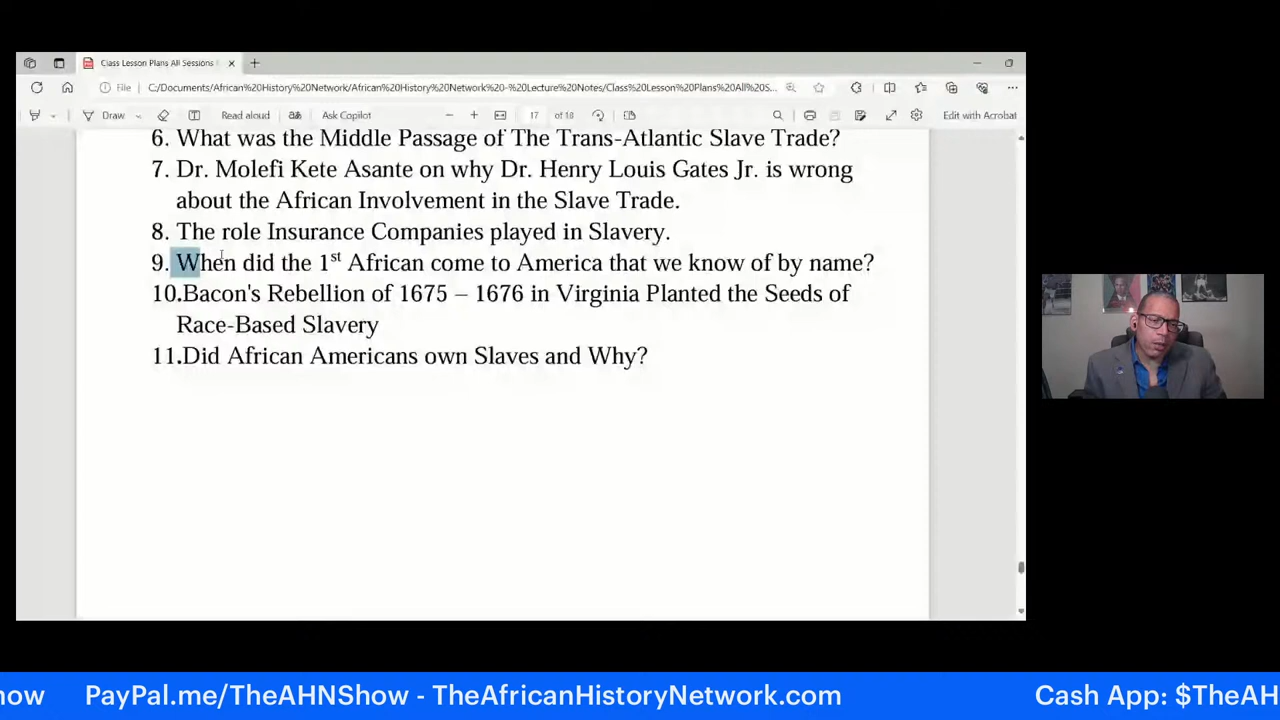 Class Lesson Plans All Sessions
File C:/Documents/African%20History%20Network/African%20History%20Network%20-%20Lecture%20Notes/Class%20Lesson%20Plans%20All%20S...
Draw Read aloud Ask Copilot 17 of 18 Edit with Acrobat
6. What was the Middle Passage of The Trans-Atlantic Slave Trade?
7. Dr. Molefi Kete Asante on why Dr. Henry Louis Gates Jr. is wrong
about the African Involvement in the Slave Trade.
8. The role Insurance Companies played in Slavery.
9. When did the 1st African come to America that we know of by name?
10.Bacon's Rebellion of 1675 – 1676 in Virginia Planted the Seeds of
Race-Based Slavery
11.Did African Americans own Slaves and Why?
how PayPal.me/TheAHNShow - TheAfricanHistoryNetwork.com Cash App: $TheAH